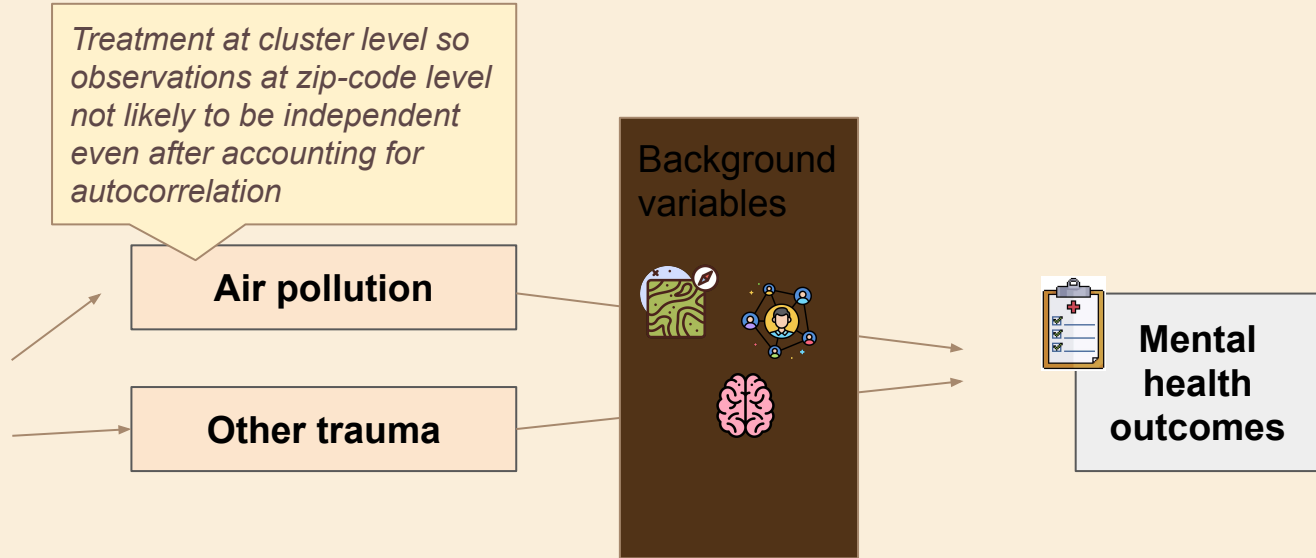 Treatment at cluster level so
observations at zip-code level
not likely to be independent
even after accounting for
autocorrelation
Background
variables
Air pollution
Mental
health
outcomes
Other trauma